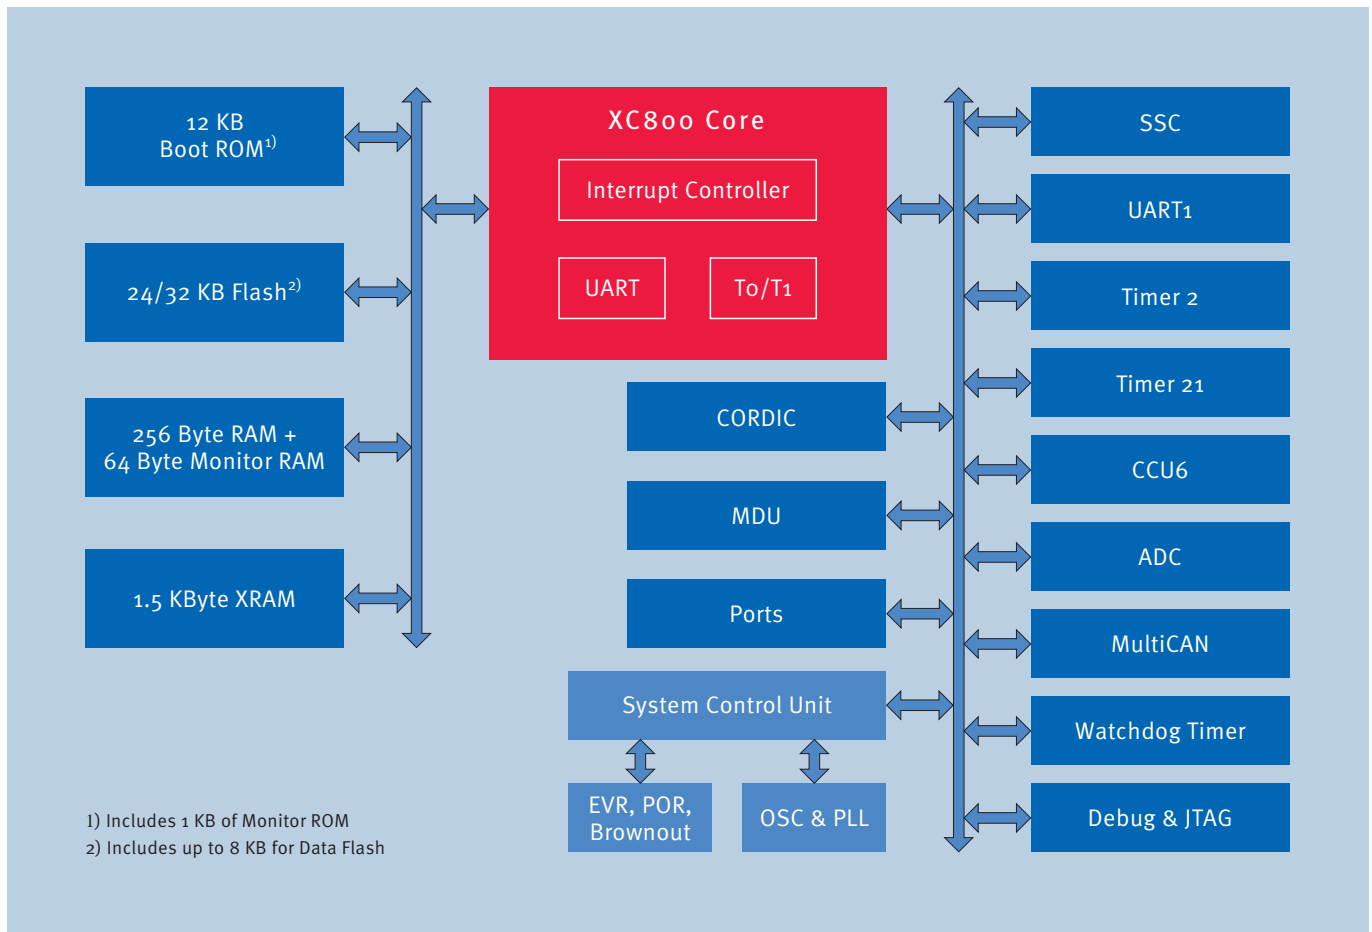 12 KB
Boot ROM1)
24/32 KB Flash2)
256 Byte RAM +
64 Byte Monitor RAM
1.5 KByte XRAM
XC800 Core
Interrupt Controller
UART
T0/T1
CORDIC
MDU
Ports
System Control Unit
EVR, POR,
Brownout
OSC & PLL
SSC
UART1
Timer 2
Timer 21
CCU6
ADC
MultiCAN
Watchdog Timer
Debug & JTAG
1) Includes 1 KB of Monitor ROM
2) Includes up to 8 KB for Data Flash